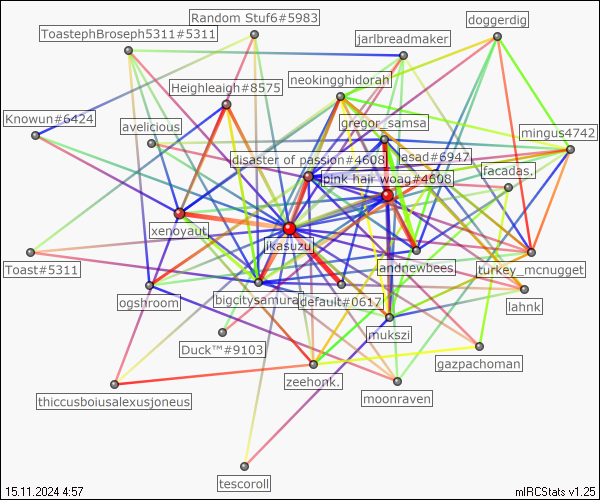 Random Stuf6#5983
doggerdig
ToastephBroseph5311#5311
jarlbreadmaker
neokingghidorah
Heighleaigh#8575
Knowun#6424
avelicious
gregor_samsa
mingus4742
disaster of passion#4608
asad#6947
facadas.
pink hair woag#4608
xenoyaut
ikasuzu
Toast#5311
andnewbees
turkey_mcnugget
ogshroom
bigcitysamurai
default#0617
lahnk
mukszi
Duck™#9103
gazpachoman
zeehonk.
moonraven
thiccusboiusalexusjoneus
tescoroll
15.11.2024 4:57
mIRCStats v1.25